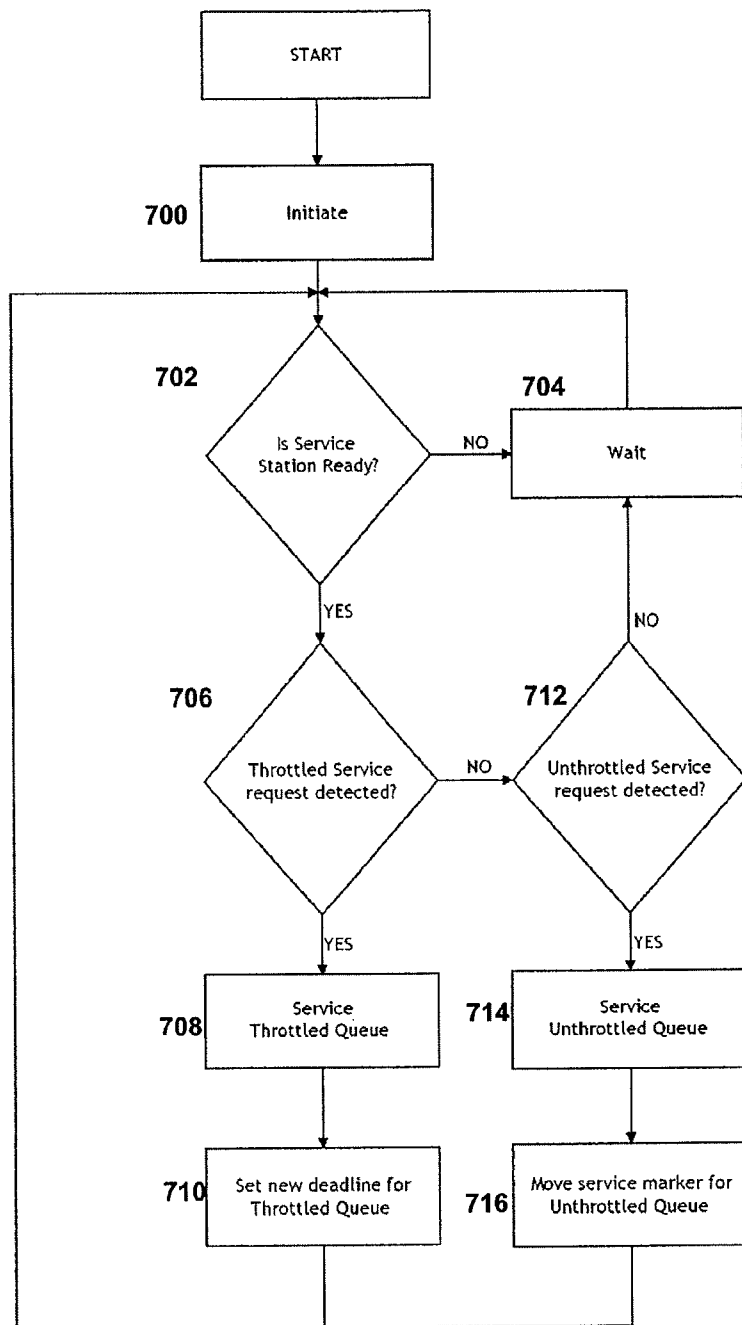 START
700
Initiate
702
704
Is Service
Station Ready?
NO
Wait
YES
NO
706
712
Throttled Service
request detected?
NO
Unthrottled Service
request detected?
YES
YES
708
Service
Throttled Queue
714
Service
Unthrottled Queue
710
Set new deadline for
Throttled Queue
716
Move service marker for
Unthrottled Queue